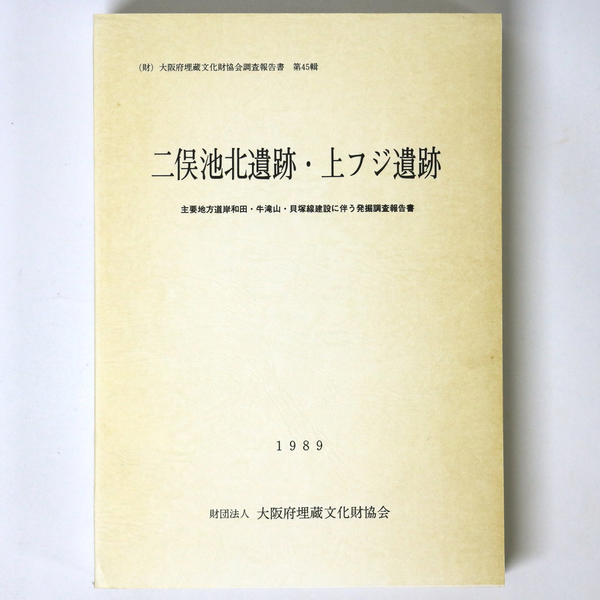 (財) 大阪府埋蔵文化財協会調査報告書 第45輯
二俣池北遺跡・上フジ遺跡
主要地方道岸和田・牛滝山・貝塚線建設に伴う発掘調査報告書
1989
財団法人 大阪府埋蔵文化財協会